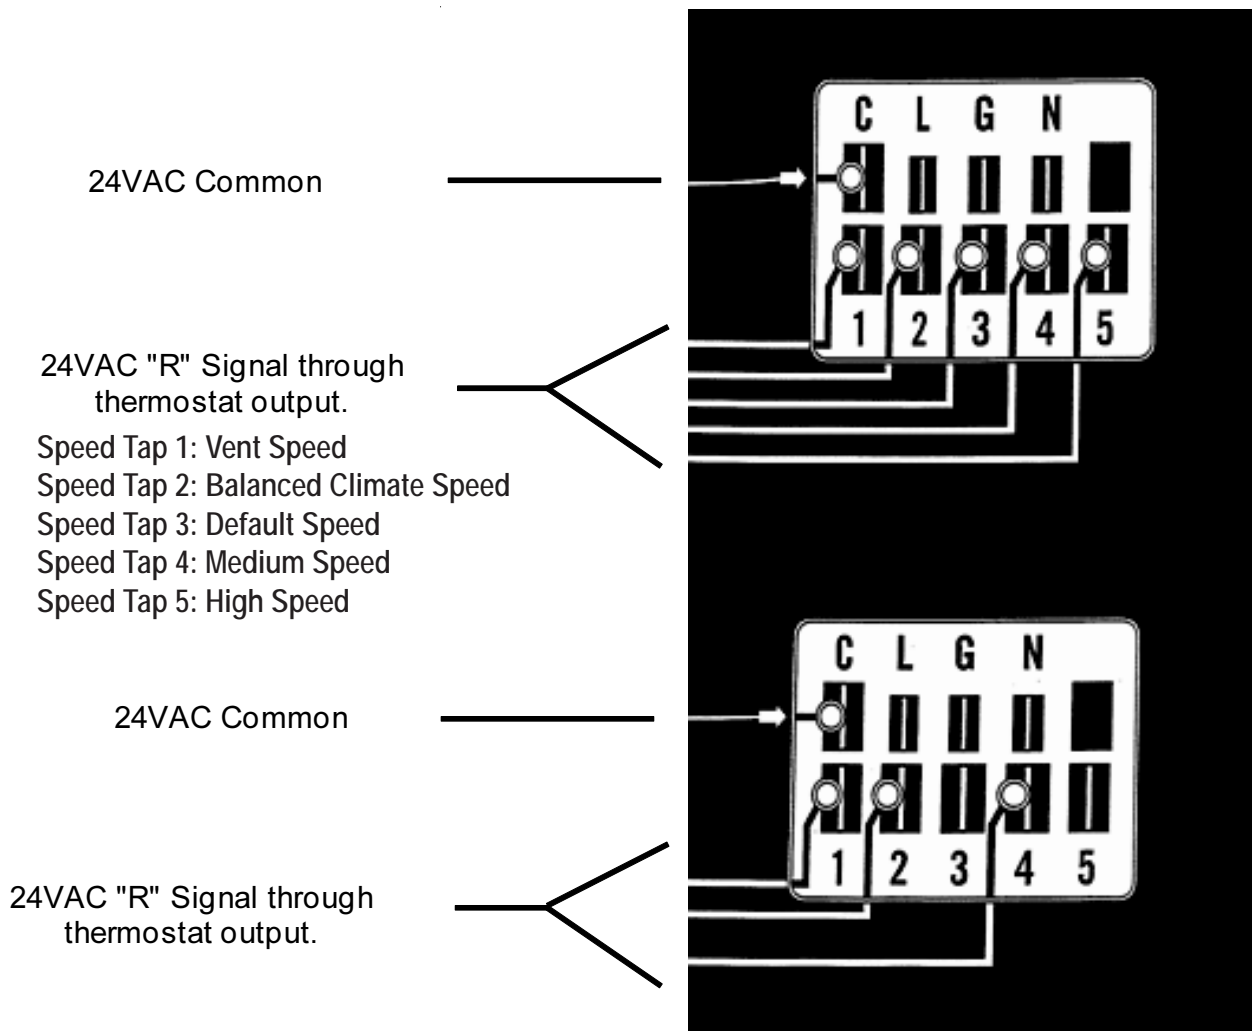 C L G N
24VAC Common
1 2 3 4 5
24VAC "R" Signal through
thermostat output.
Speed Tap 1: Vent Speed
Speed Tap 2: Balanced Climate Speed
Speed Tap 3: Default Speed
Speed Tap 4: Medium Speed
Speed Tap 5: High Speed
C L G N
24VAC Common
1 2 3 4 5
24VAC "R" Signal through
thermostat output.